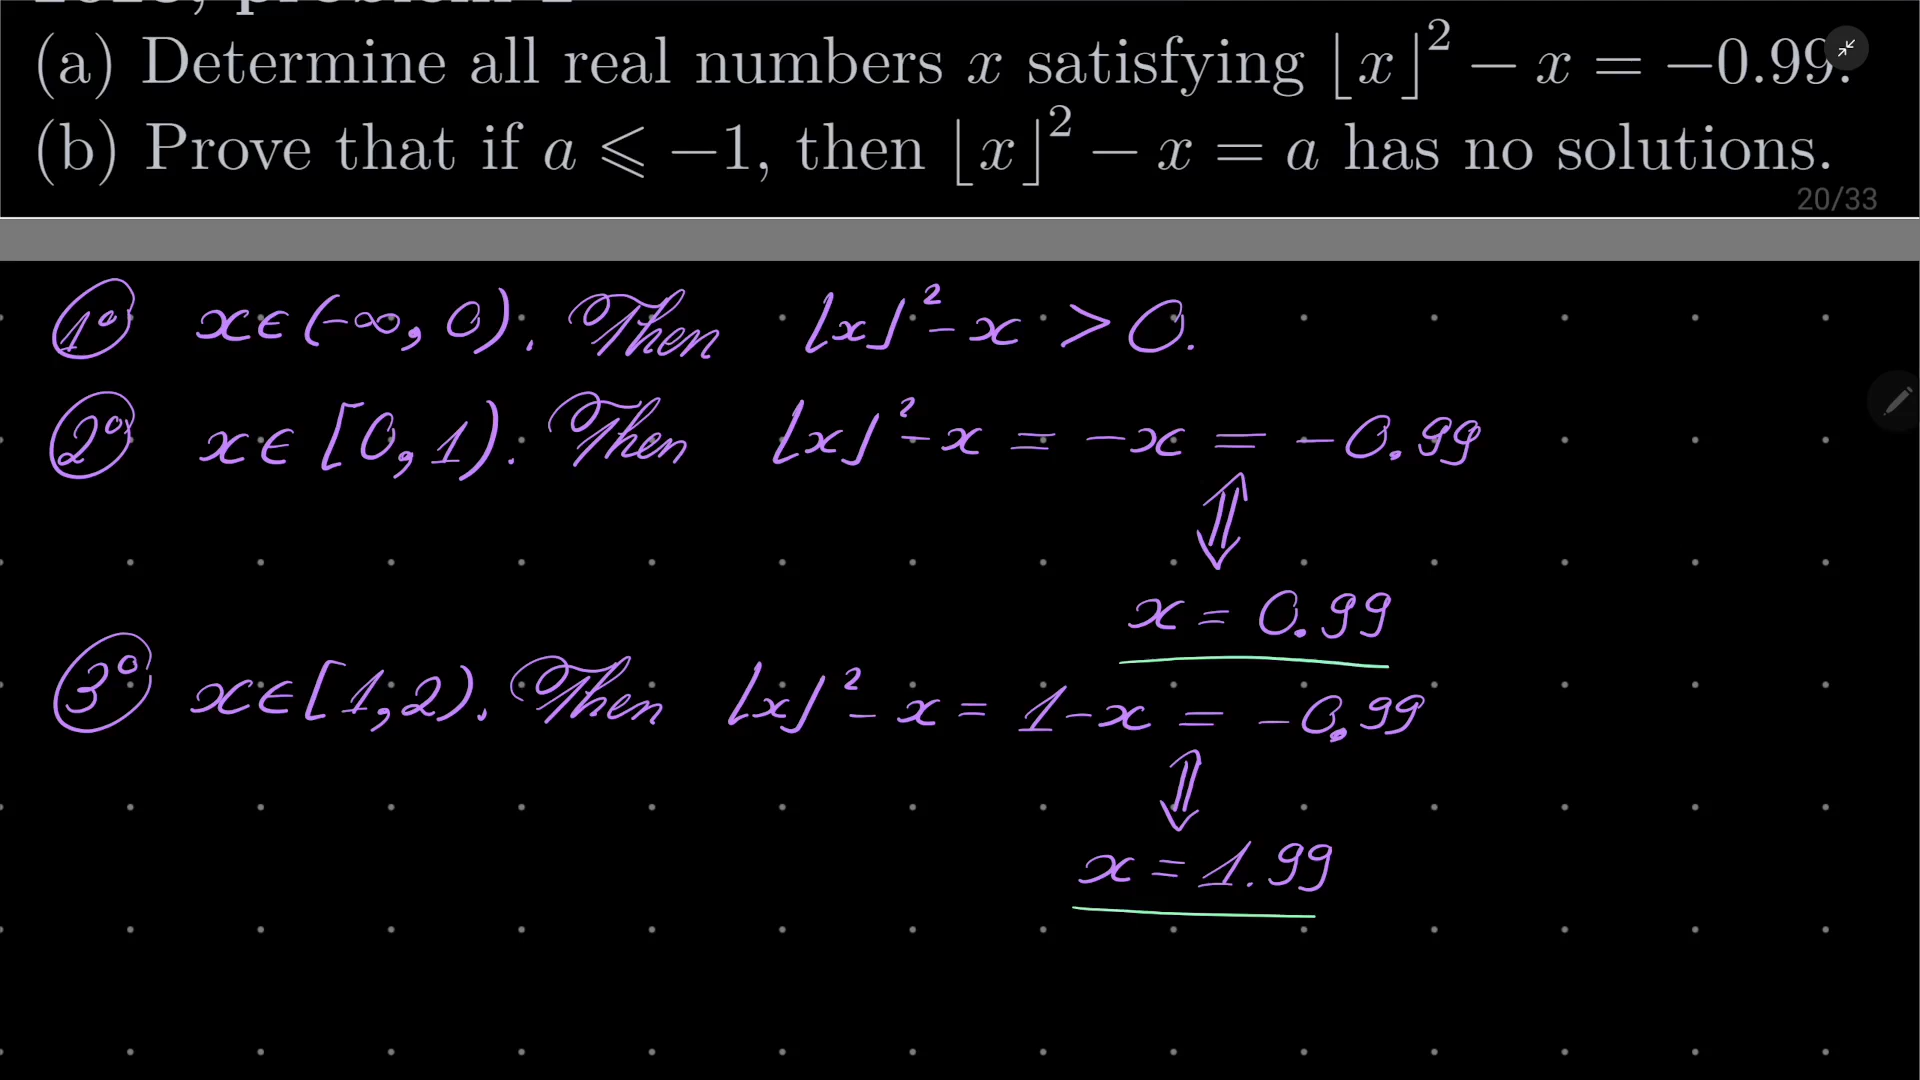 (a) Determine all real numbers x satisfying ⌊x⌋² − x = −0.99.
(b) Prove that if a ⩽ −1, then ⌊x⌋² − x = a has no solutions.
20/33
1° x∈(-∞, 0). Then ⌊x⌋² - x > 0.
2° x∈[0,1). Then ⌊x⌋² - x = -x = -0.99
⇕
x = 0.99
3° x∈[1,2). Then ⌊x⌋² - x = 1-x = -0.99
⇕
x = 1.99